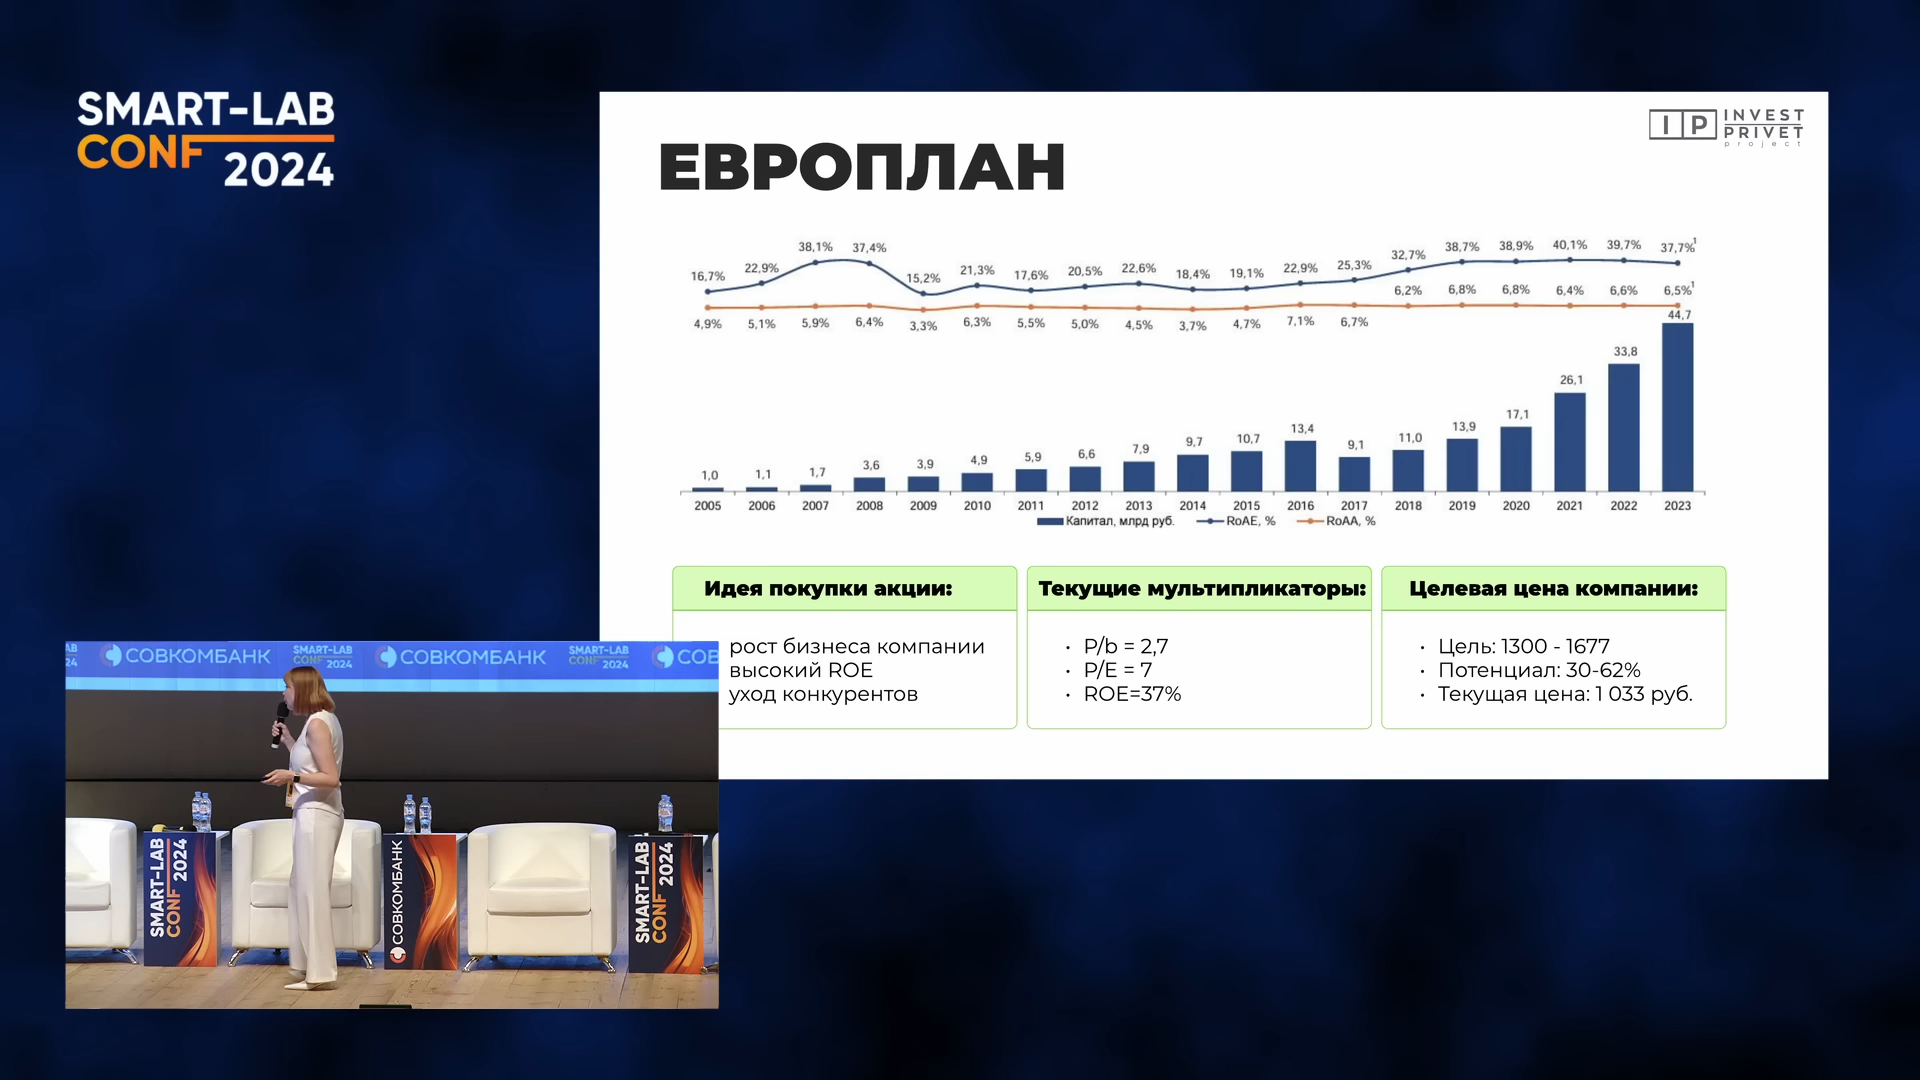 SMART-LAB
CONF
2024
INVEST
IP PRIVET
project
ЕВРОПЛАН
16,7% 22,9% 38,1% 37,4% 15,2% 21,3% 17,6% 20,5% 22,6% 18,4% 19,1% 22,9% 25,3% 32,7% 38,7% 38,9% 40,1% 39,7% 37,7%1
4,9% 5,1% 5,9% 6,4% 3,3% 6,3% 5,5% 5,0% 4,5% 3,7% 4,7% 7,1% 6,7% 6,2% 6,8% 6,8% 6,4% 6,6% 6,5%1
1,0 1,1 1,7 3,6 3,9 4,9 5,9 6,6 7,9 9,7 10,7 13,4 9,1 11,0 13,9 17,1 26,1 33,8 44,7
2005 2006 2007 2008 2009 2010 2011 2012 2013 2014 2015 2016 2017 2018 2019 2020 2021 2022 2023
Капитал, млрд руб. RoAE, % RoAA, %
Идея покупки акции:
рост бизнеса компании
высокий ROE
уход конкурентов
Текущие мультипликаторы:
• P/b = 2,7
• P/E = 7
• ROE=37%
Целевая цена компании:
• Цель: 1300 - 1677
• Потенциал: 30-62%
• Текущая цена: 1 033 руб.
АВ
24
СОВКОМБАНК
SMART-LAB
CONF 2024
СОВКОМБАНК
SMART-LAB
CONF 2024
СОВ
SMART-LAB
CONF 2024
СОВКОМБАНК
SMART-LAB
CONF 2024